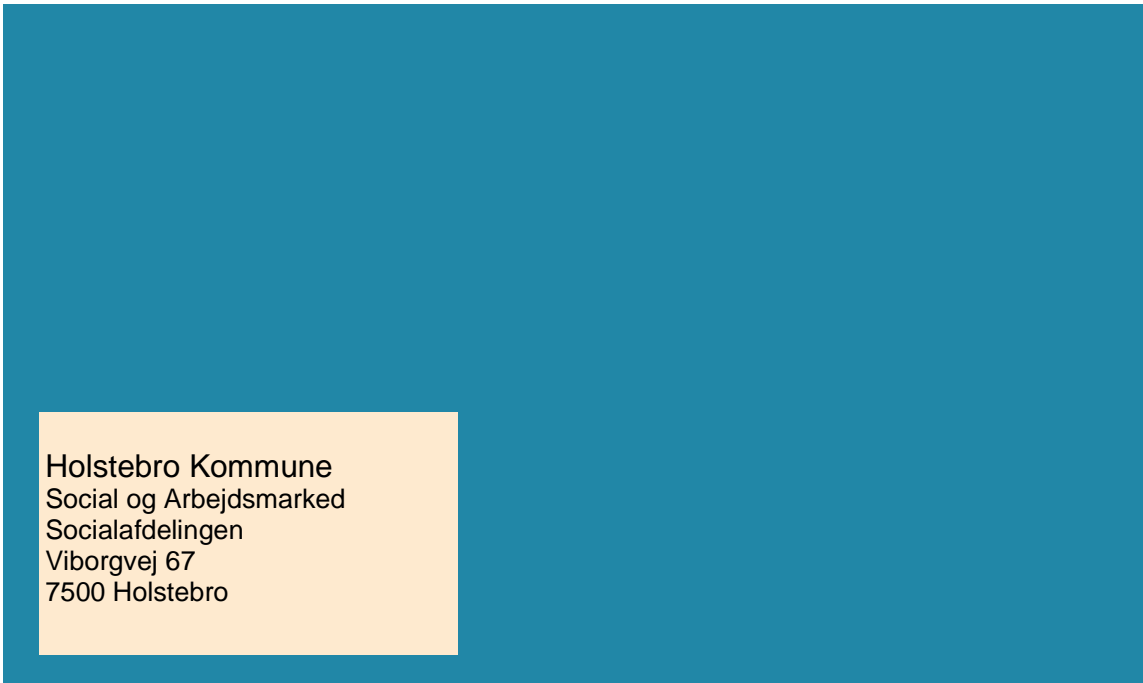 Holstebro Kommune
Social og Arbejdsmarked
Socialafdelingen
Viborgvej 67
7500 Holstebro